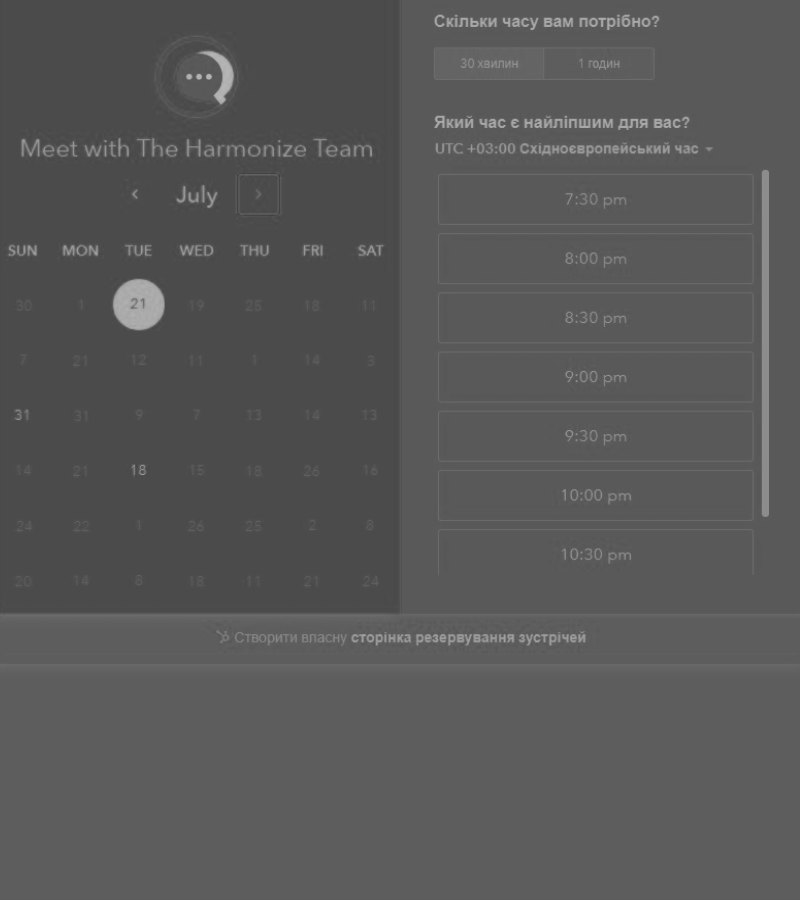 Meet with The Harmonize Team
July
SUN MON TUE WED THU FRI SAT
30 1 21 19 25 18 11
7 21 12 11 1 14 3
31 31 9 7 13 14 13
14 21 18 15 18 26 16
24 22 1 26 25 2 8
20 14 8 18 11 21 24
Скільки часу вам потрібно?
30 хвилин 1 годин
Який час є найліпшим для вас?
UTC +03:00 Східноєвропейський час
7:30 pm
8:00 pm
8:30 pm
9:00 pm
9:30 pm
10:00 pm
10:30 pm
Створити власну сторінка резервування зустрічей